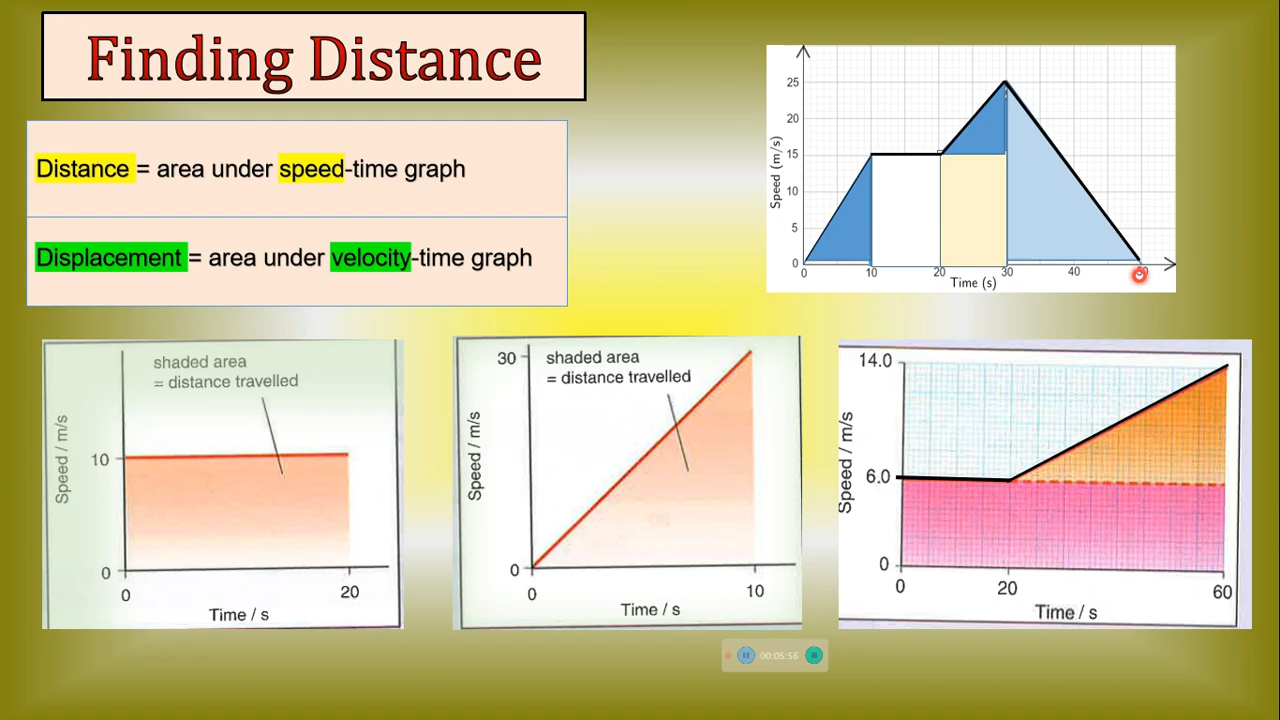 Finding Distance
Distance = area under speed-time graph
Displacement = area under velocity-time graph
25
20
15
10
5
0
Speed (m/s)
0 10 20 30 40
Time (s)
shaded area
= distance travelled
10
0
Speed / m/s
0 20
Time / s
30
shaded area
= distance travelled
0
Speed / m/s
0 10
Time / s
14.0
6.0
0
Speed / m/s
0 20 60
Time / s
00:05:56